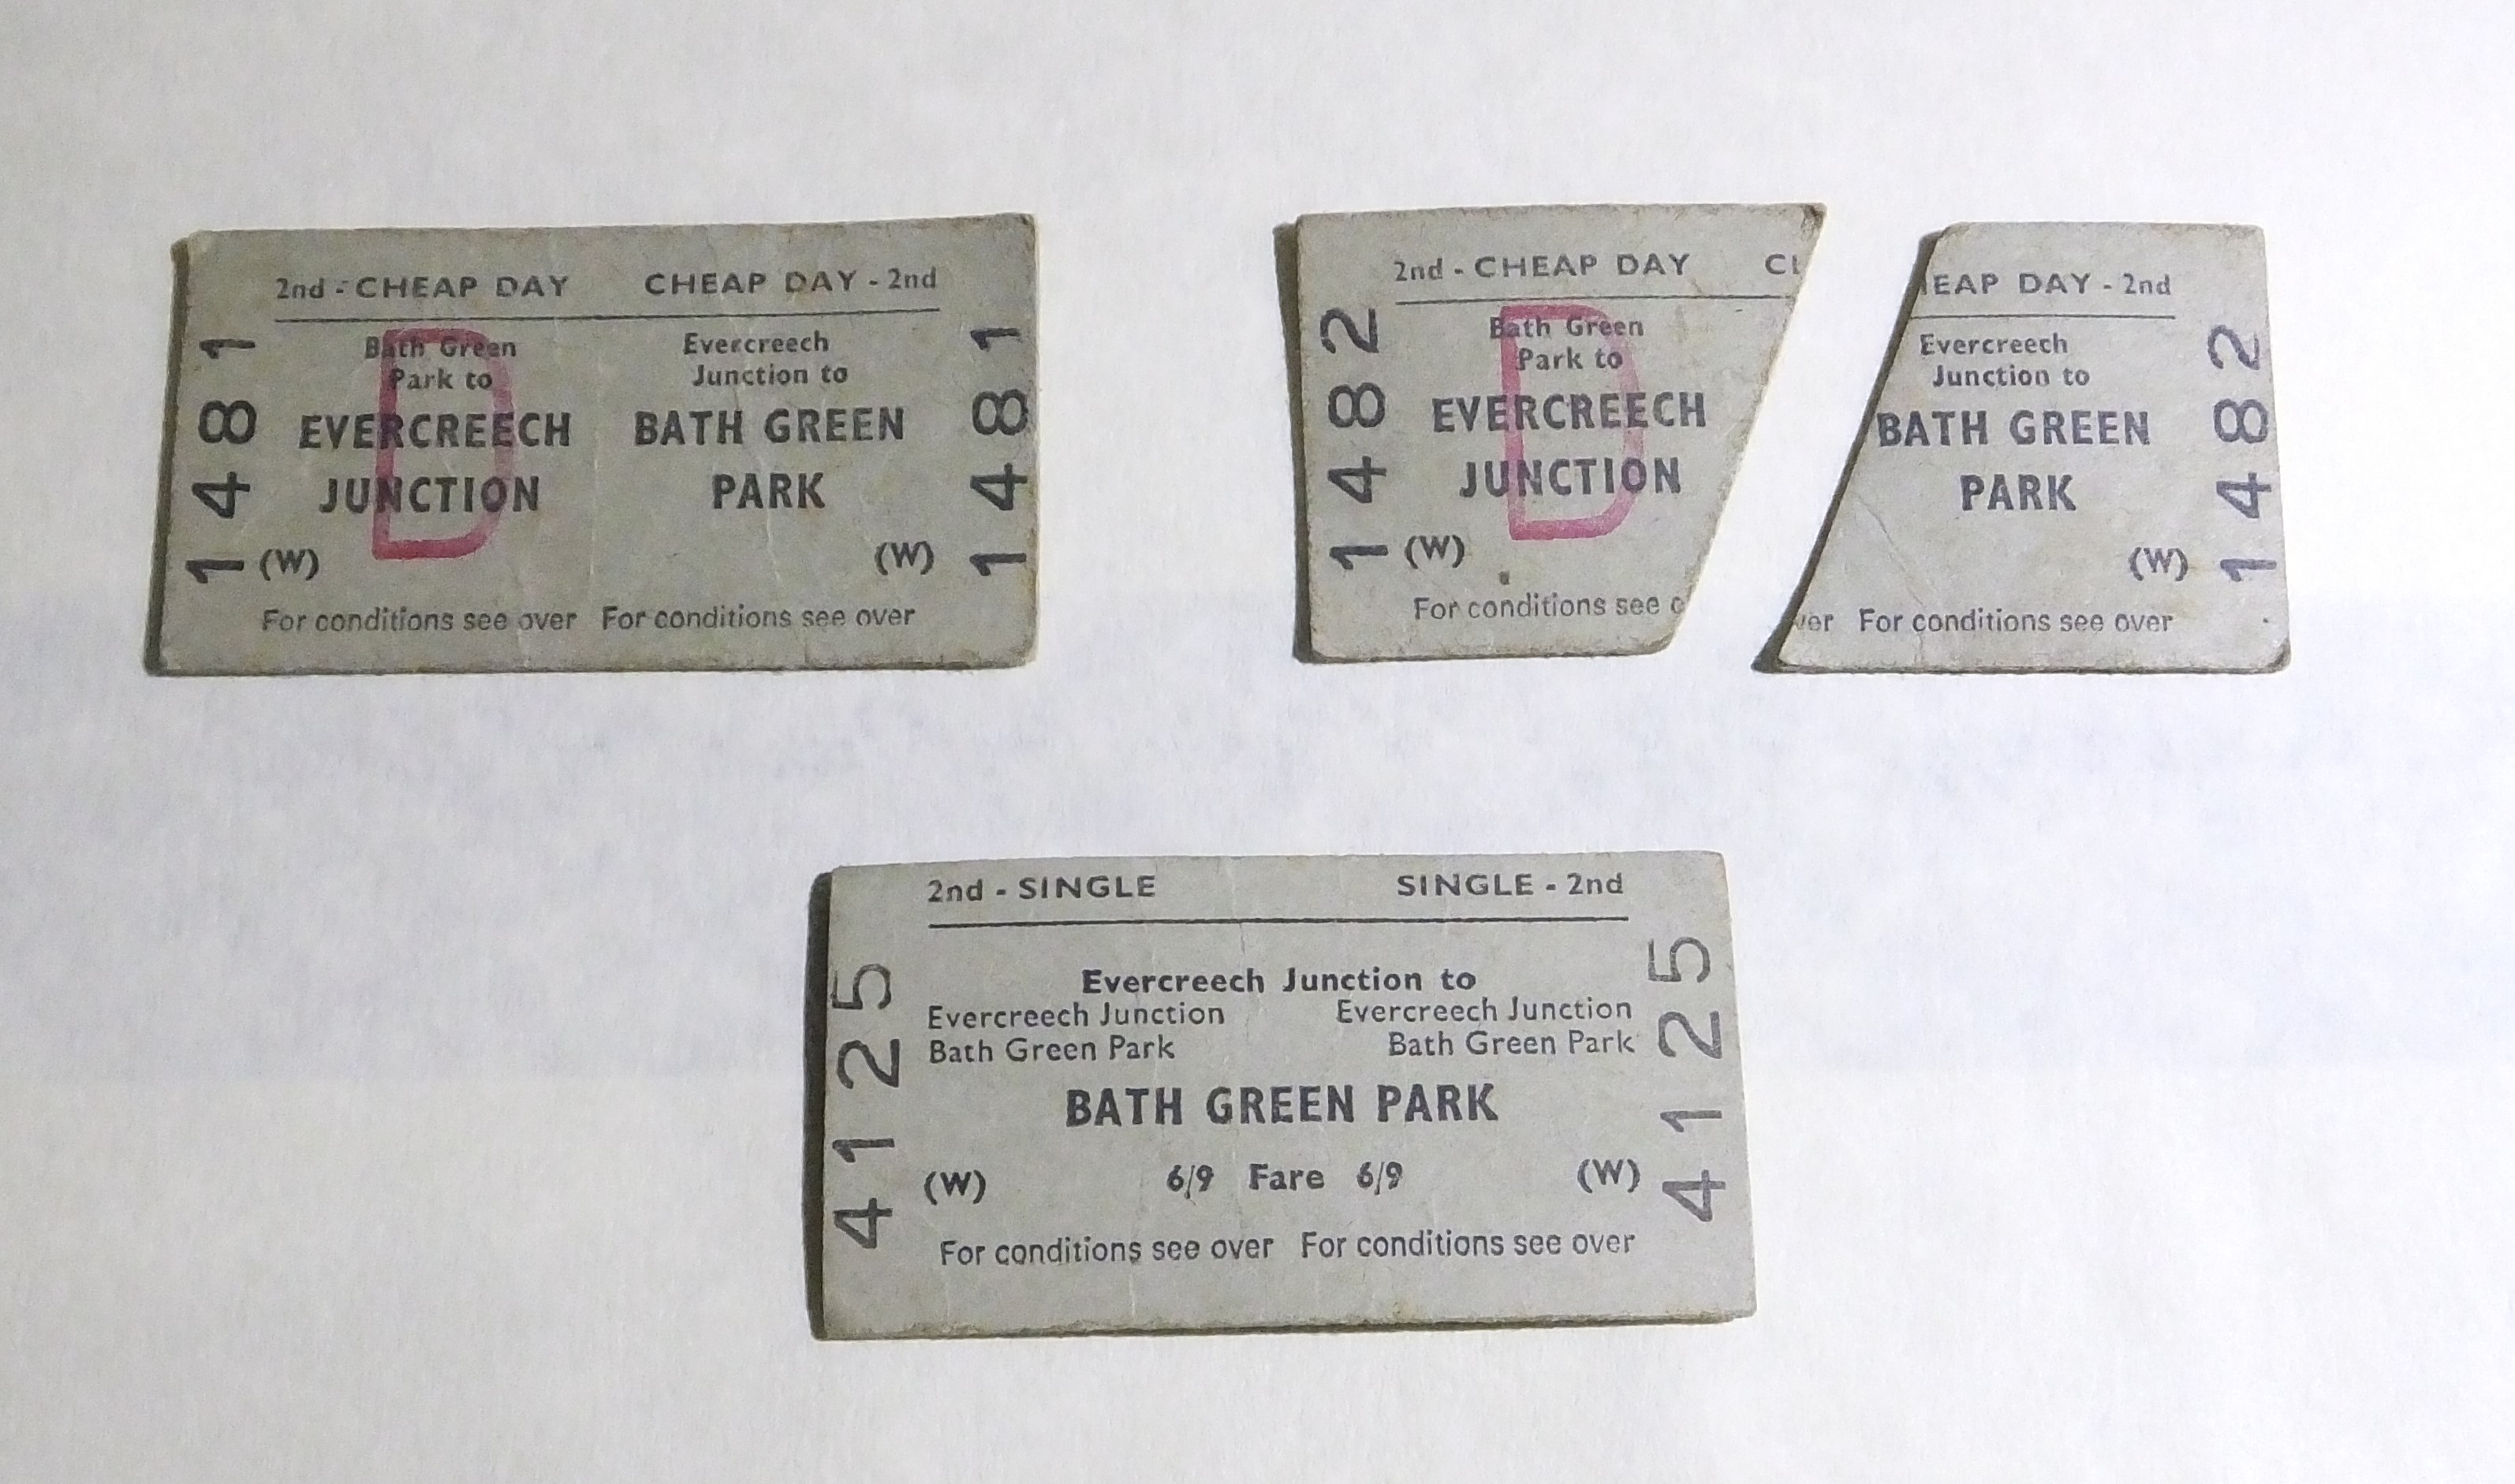 2nd - CHEAP DAY CHEAP DAY - 2nd
Bath Green Evercreech
Park to Junction to
EVERCREECH BATH GREEN
JUNCTION PARK
(W) (W)
For conditions see over For conditions see over
1481 1481
D
2nd - CHEAP DAY
Bath Green
Park to
EVERCREECH
JUNCTION
(W)
For conditions see
1482
D
EAP DAY - 2nd
Evercreech
Junction to
BATH GREEN
PARK
(W)
er For conditions see over
1482
2nd - SINGLE SINGLE - 2nd
Evercreech Junction to
Evercreech Junction Evercreech Junction
Bath Green Park Bath Green Park
BATH GREEN PARK
(W) 6/9 Fare 6/9 (W)
For conditions see over For conditions see over
4125 4125